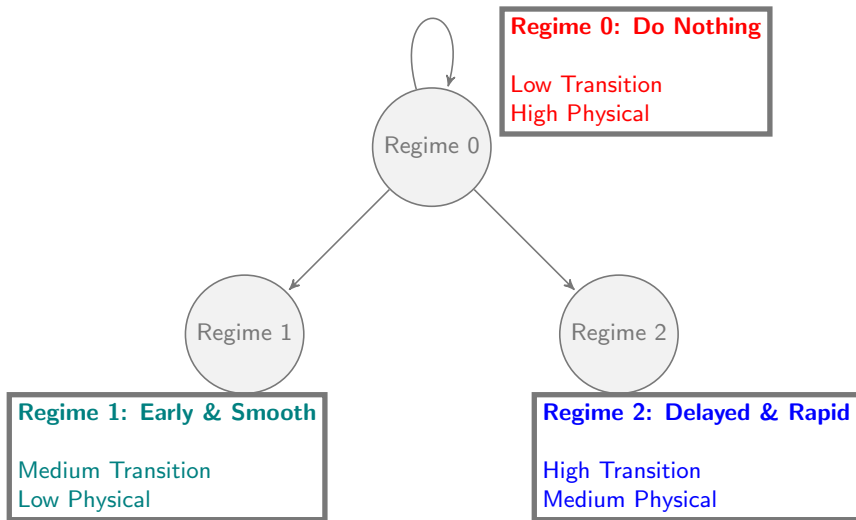 Regime 0: Do Nothing
Low Transition
High Physical
Regime 0
Regime 1
Regime 2
Regime 1: Early & Smooth
Medium Transition
Low Physical
Regime 2: Delayed & Rapid
High Transition
Medium Physical